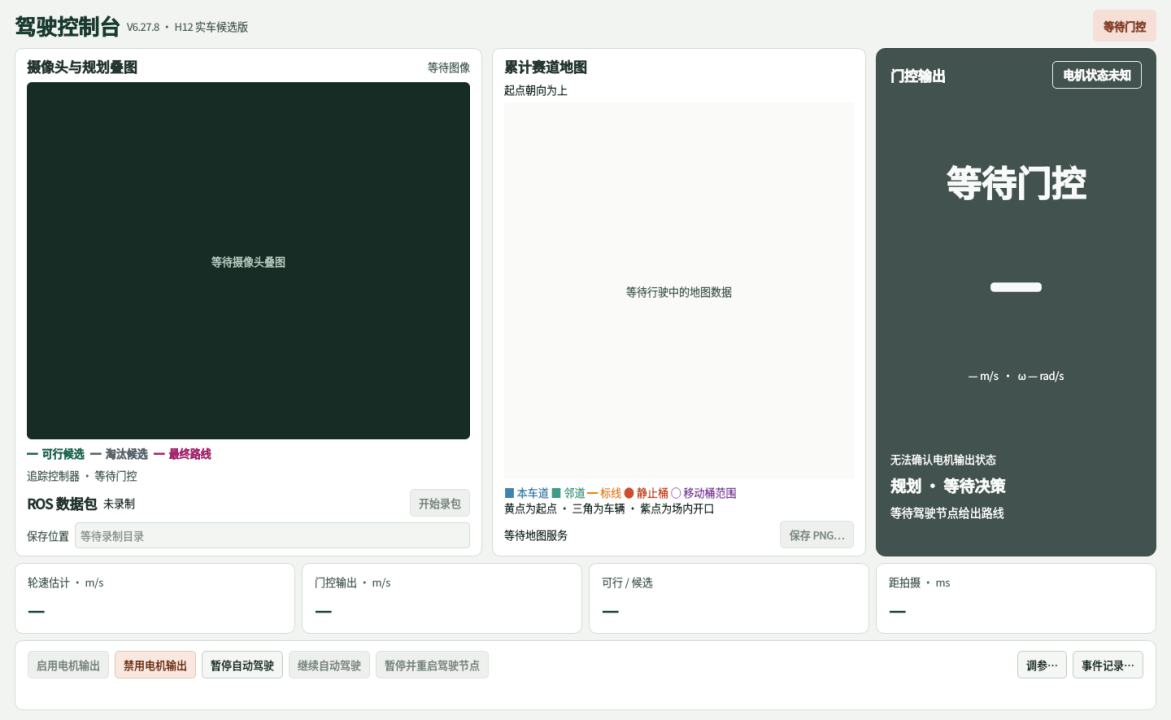 驾驶控制台 V6.27.8 · H12 实车候选版
等待门控
摄像头与规划叠图
等待图像
等待摄像头叠图
可行候选 淘汰候选 最终路线
追踪控制器 · 等待门控
ROS 数据包 未录制
开始录包
保存位置 等待录制目录
累计赛道地图
起点朝向为上
等待行驶中的地图数据
本车道 邻道 标线 静止桶 移动桶范围
黄点为起点 · 三角为车辆 · 紫点为场内开口
等待地图服务
保存 PNG...
门控输出
电机状态未知
等待门控
—
— m/s · ω — rad/s
无法确认电机输出状态
规划 · 等待决策
等待驾驶节点给出路线
轮速估计 · m/s
—
门控输出 · m/s
—
可行 / 候选
—
距拍摄 · ms
—
启用电机输出 禁用电机输出 暂停自动驾驶 继续自动驾驶 暂停并重启驾驶节点
调参… 事件记录…